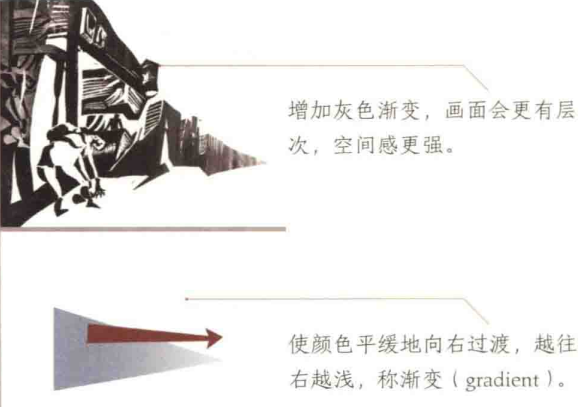 增加灰色渐变，画面会更有层
次，空间感更强。
使颜色平缓地向右过渡，越往
右越浅，称渐变（gradient）。